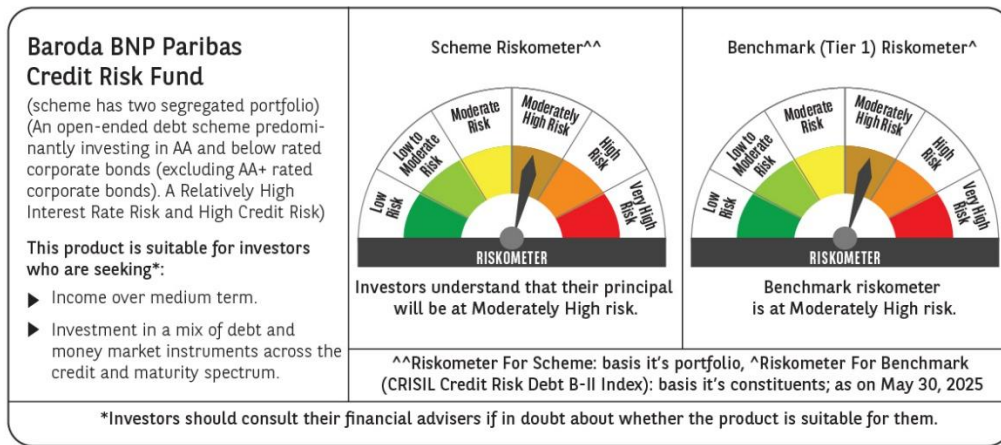 Baroda BNP Paribas
Credit Risk Fund
(scheme has two segregated portfolio)
(An open-ended debt scheme predomi-
nantly investing in AA and below rated
corporate bonds (excluding AA+ rated
corporate bonds). A Relatively High
Interest Rate Risk and High Credit Risk)
This product is suitable for investors
who are seeking*:
▶ Income over medium term.
▶ Investment in a mix of debt and
money market instruments across the
credit and maturity spectrum.
Scheme Riskometer^^
Low
Risk
Low to
Moderate
Risk
Moderate
Risk
Moderately
High Risk
High
Risk
Very High
Risk
RISKOMETER
Investors understand that their principal
will be at Moderately High risk.
Benchmark (Tier 1) Riskometer^
Low
Risk
Low to
Moderate
Risk
Moderate
Risk
Moderately
High Risk
High
Risk
Very High
Risk
RISKOMETER
Benchmark riskometer
is at Moderately High risk.
^^Riskometer For Scheme: basis it's portfolio, ^Riskometer For Benchmark
(CRISIL Credit Risk Debt B-II Index): basis it's constituents; as on May 30, 2025
*Investors should consult their financial advisers if in doubt about whether the product is suitable for them.